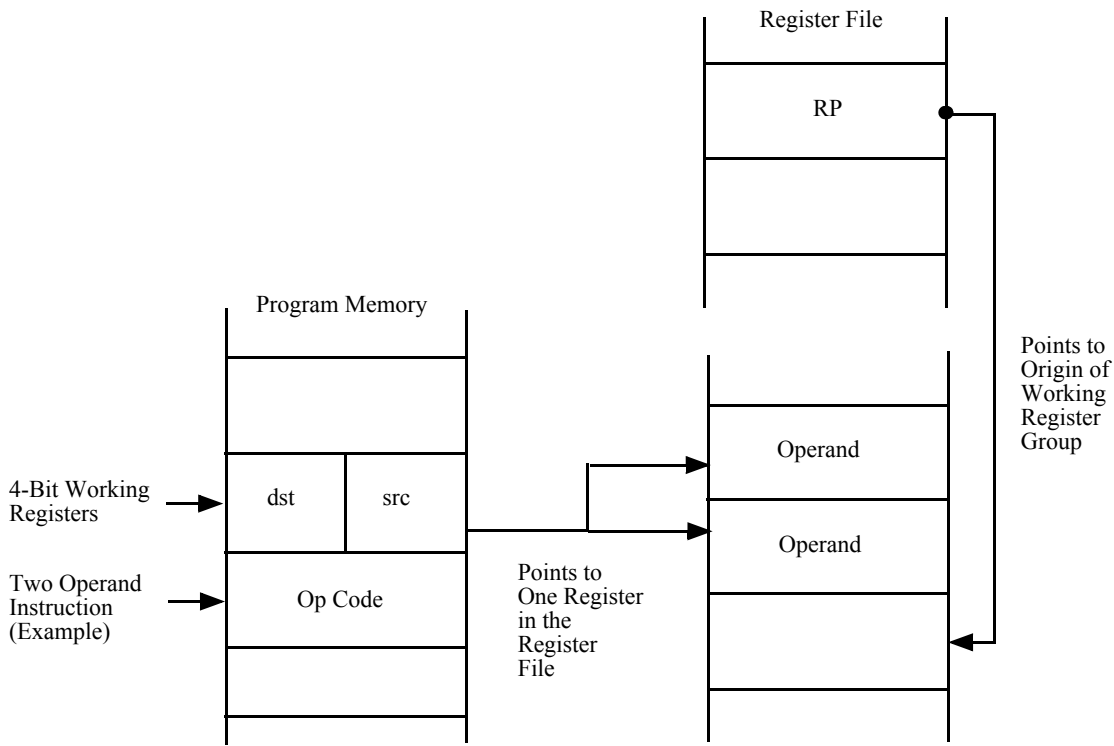 Register File
RP
Points to
Origin of
Working
Register
Group
Program Memory
4-Bit Working
Registers
dst
src
Two Operand
Instruction
(Example)
Op Code
Points to
One Register
in the
Register
File
Operand
Operand